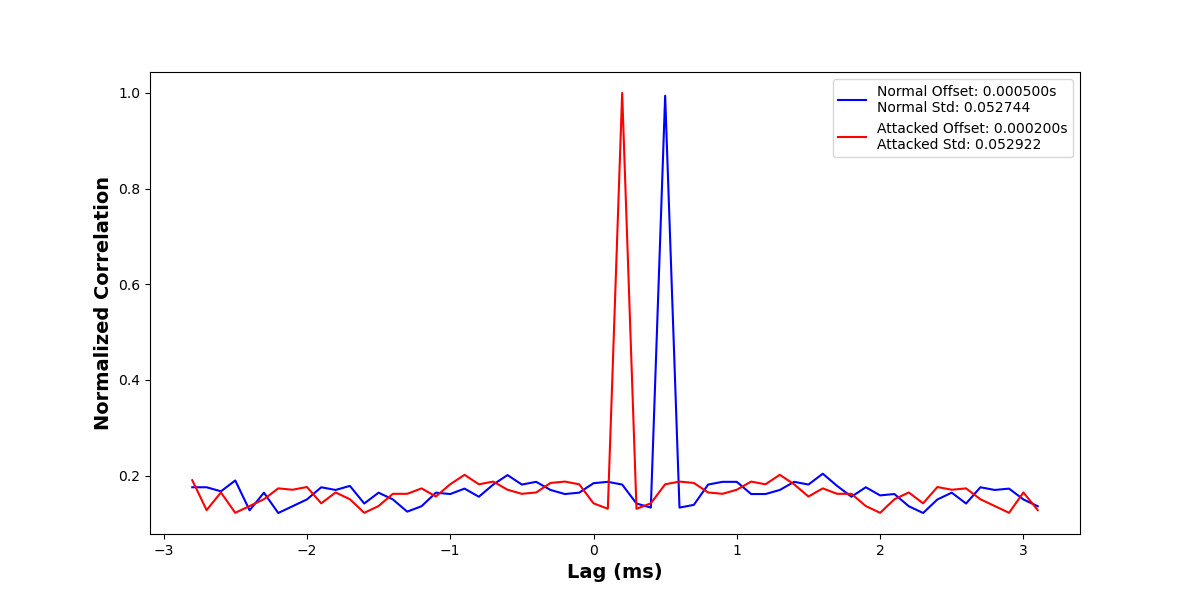 Normal Offset: 0.000500s
Normal Std: 0.052744
Attacked Offset: 0.000200s
Attacked Std: 0.052922
Normalized Correlation
1.0
0.8
0.6
0.4
0.2
−3
−2
−1
0
1
2
3
Lag (ms)